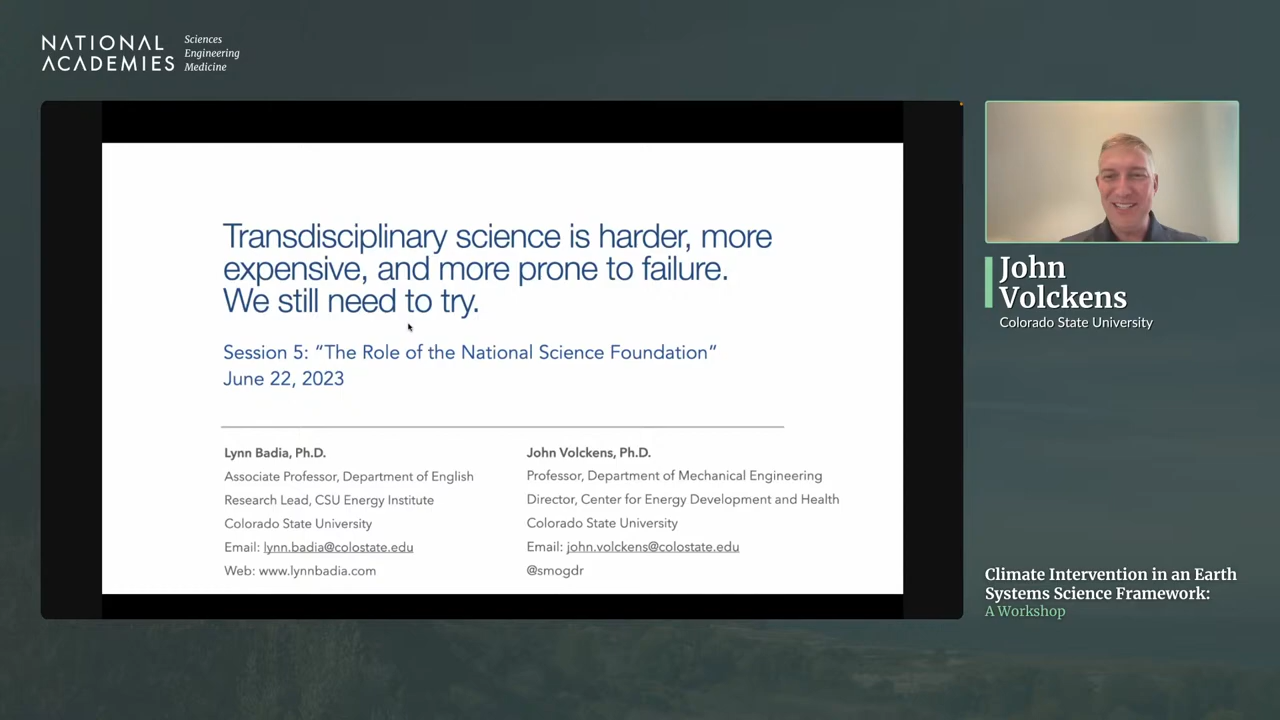 NATIONAL
ACADEMIES
Sciences
Engineering
Medicine
Transdisciplinary science is harder, more
expensive, and more prone to failure.
We still need to try.
Session 5: “The Role of the National Science Foundation”
June 22, 2023
Lynn Badia, Ph.D.
Associate Professor, Department of English
Research Lead, CSU Energy Institute
Colorado State University
Email: lynn.badia@colostate.edu
Web: www.lynnbadia.com
John Volckens, Ph.D.
Professor, Department of Mechanical Engineering
Director, Center for Energy Development and Health
Colorado State University
Email: john.volckens@colostate.edu
@smogdr
John
Volckens
Colorado State University
Climate Intervention in an Earth
Systems Science Framework:
A Workshop